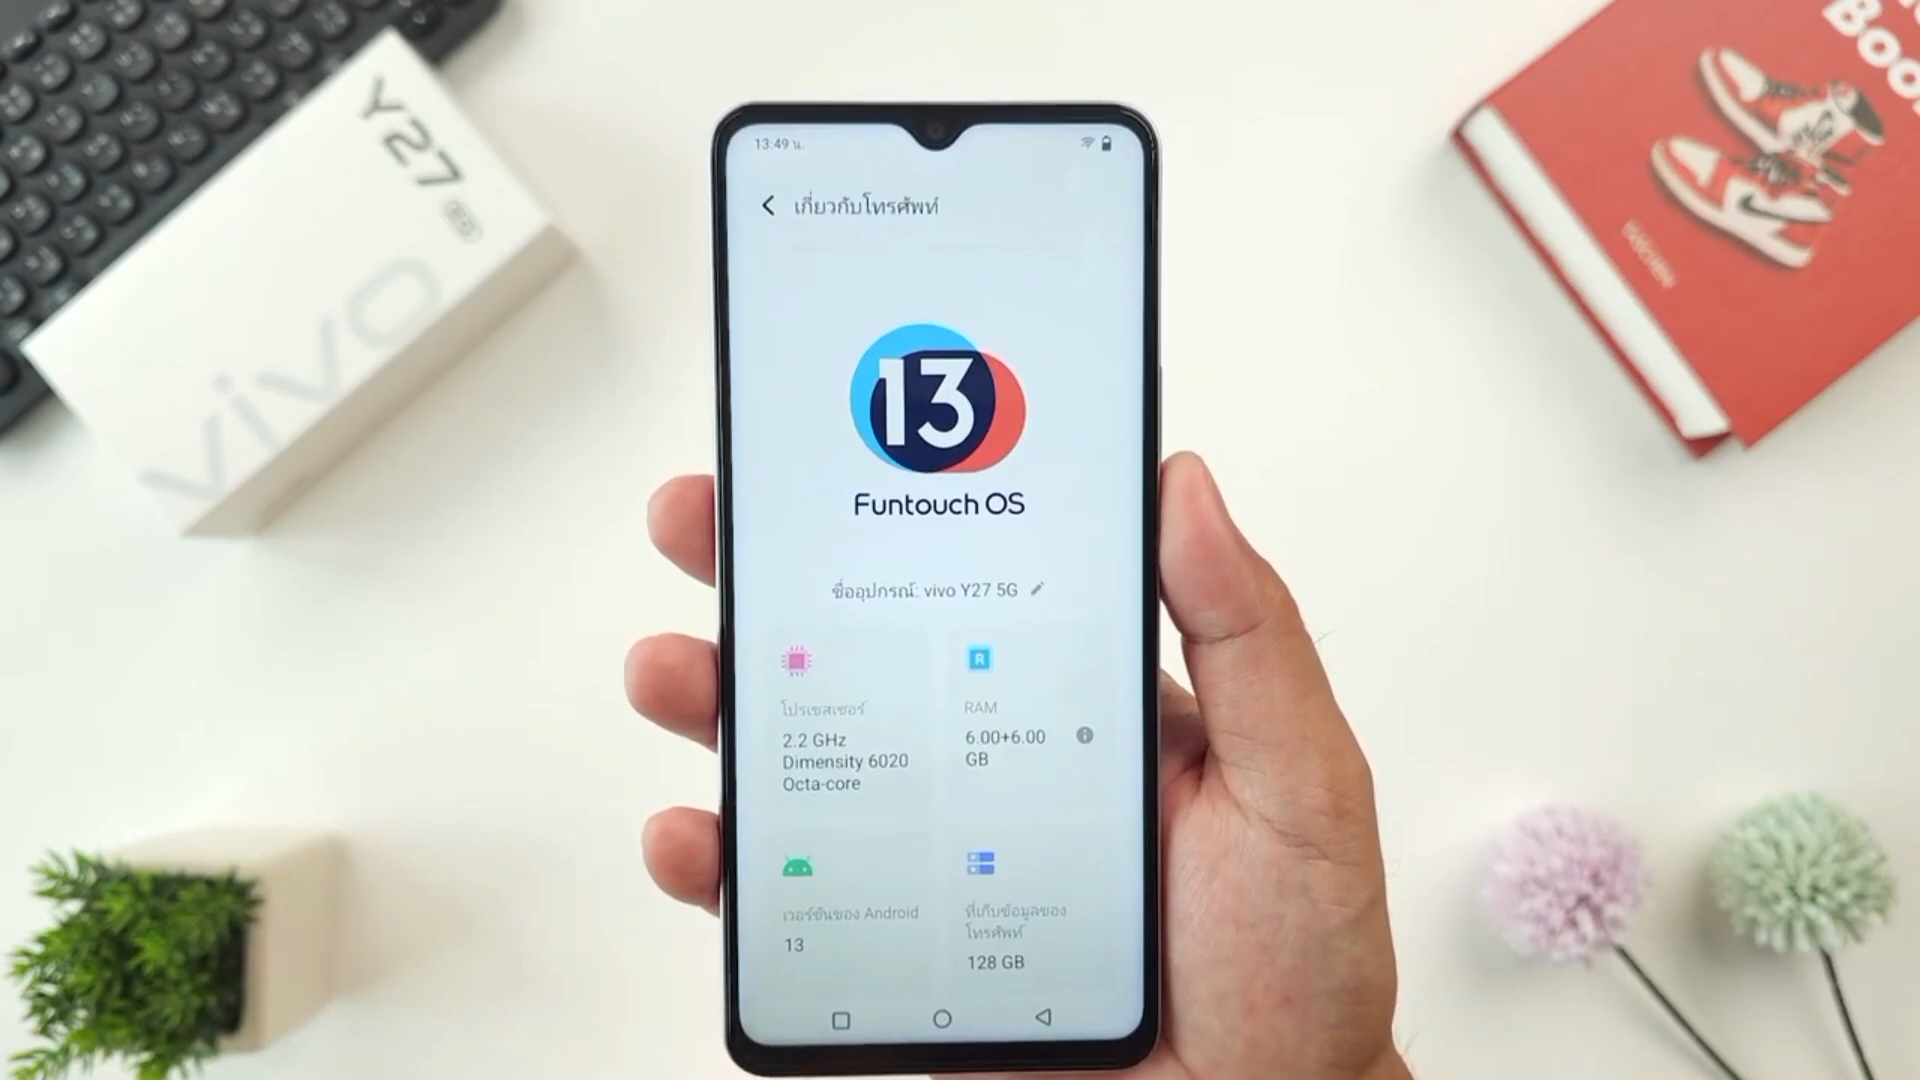 Y27
5G
vivo
13:49 น.
เกี่ยวกับโทรศัพท์
13
Funtouch OS
ชื่ออุปกรณ์: vivo Y27 5G
R
โปรเซสเซอร์
2.2 GHz
Dimensity 6020
Octa-core
RAM
6.00+6.00
GB
เวอร์ชันของ Android
13
ที่เก็บข้อมูลของ
โทรศัพท์
128 GB